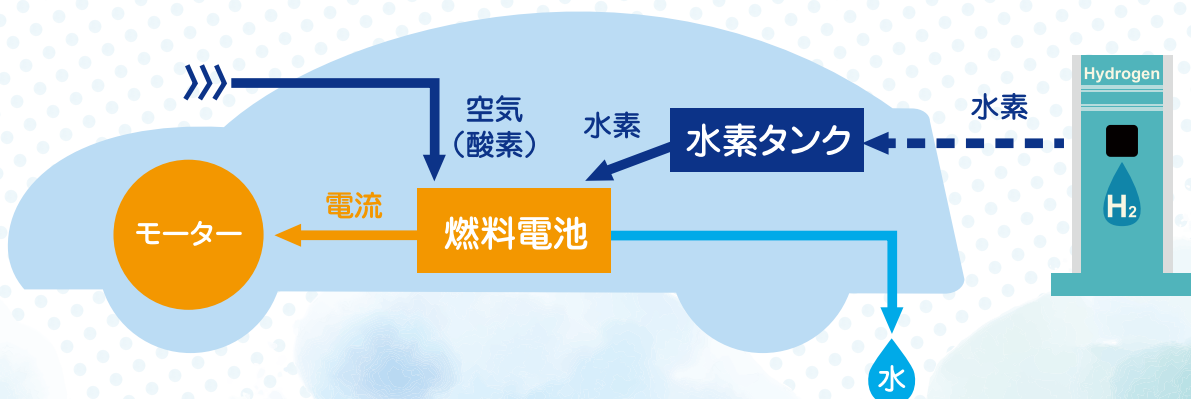 空気
（酸素）
水素
水素タンク
水素
Hydrogen
H2
モーター
電流
燃料電池
水